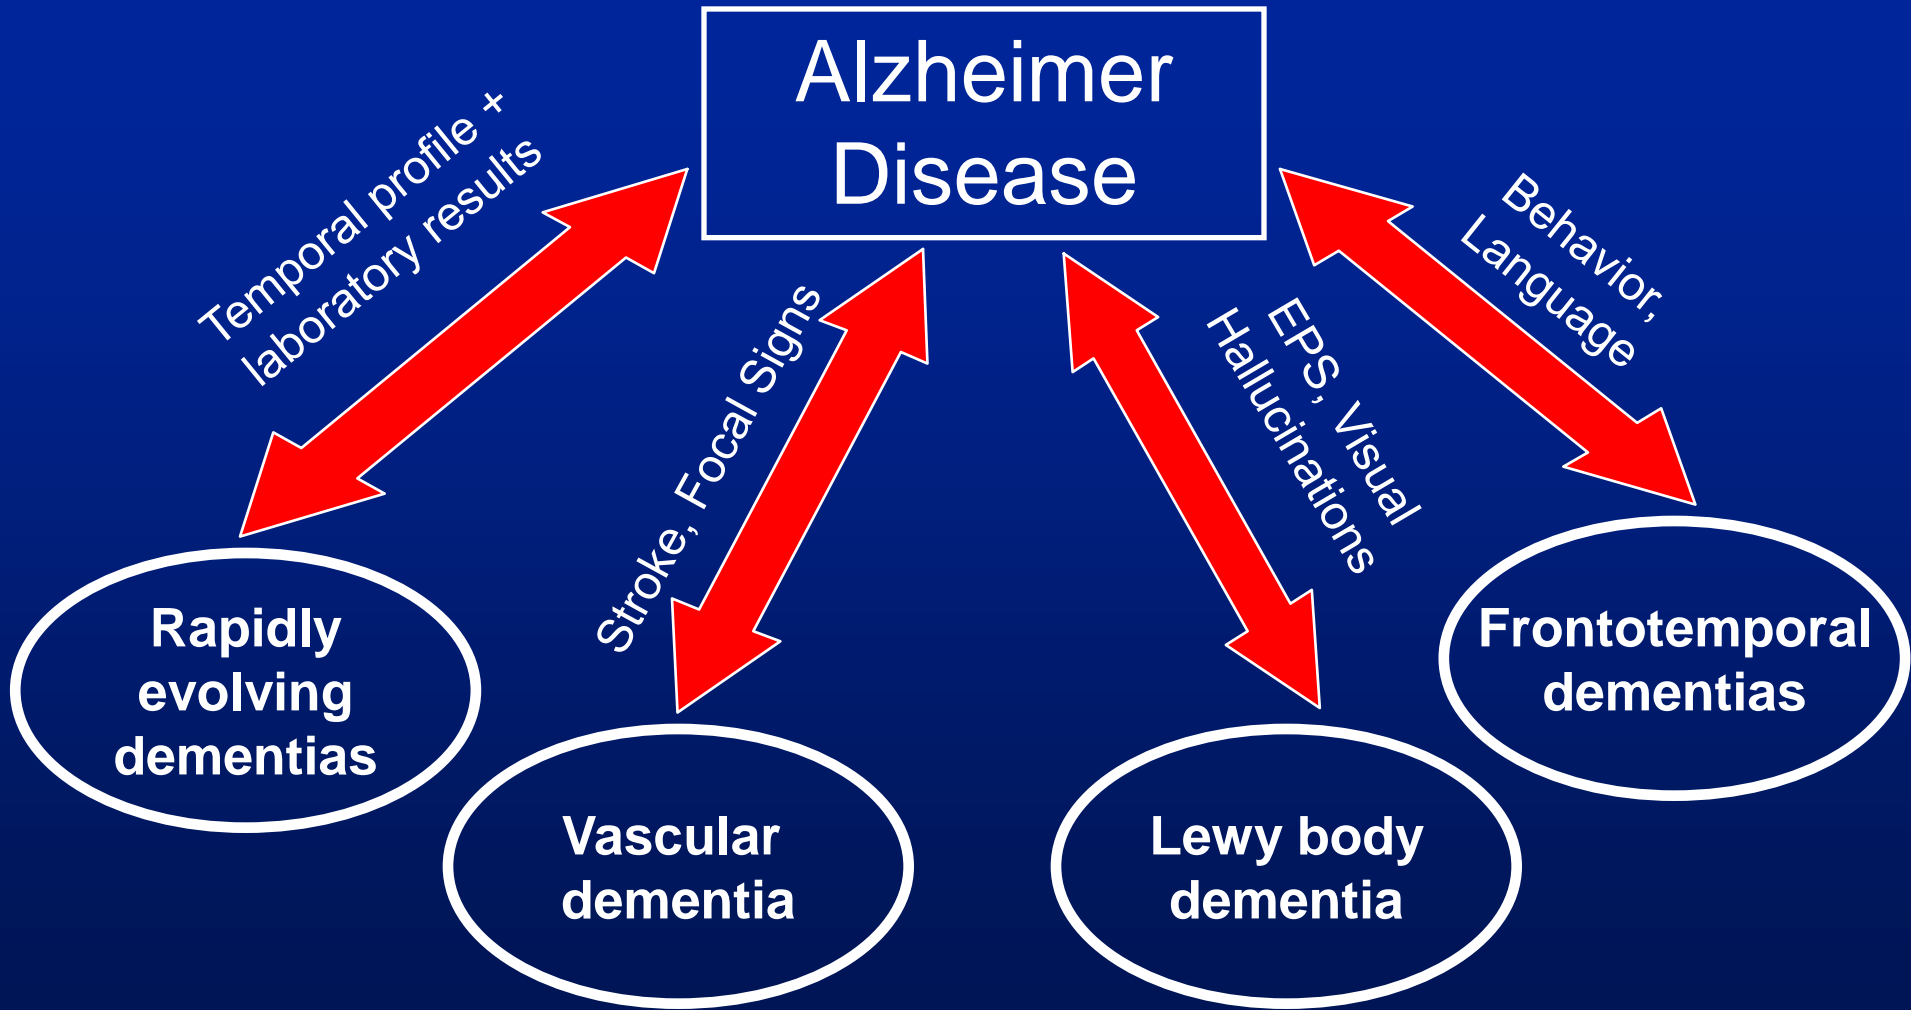 Alzheimer
Disease
Temporal profile +
laboratory results
Stroke, Focal Signs
EPS, Visual
Hallucinations
Behavior,
Language
Rapidly
evolving
dementias
Vascular
dementia
Lewy body
dementia
Frontotemporal
dementias